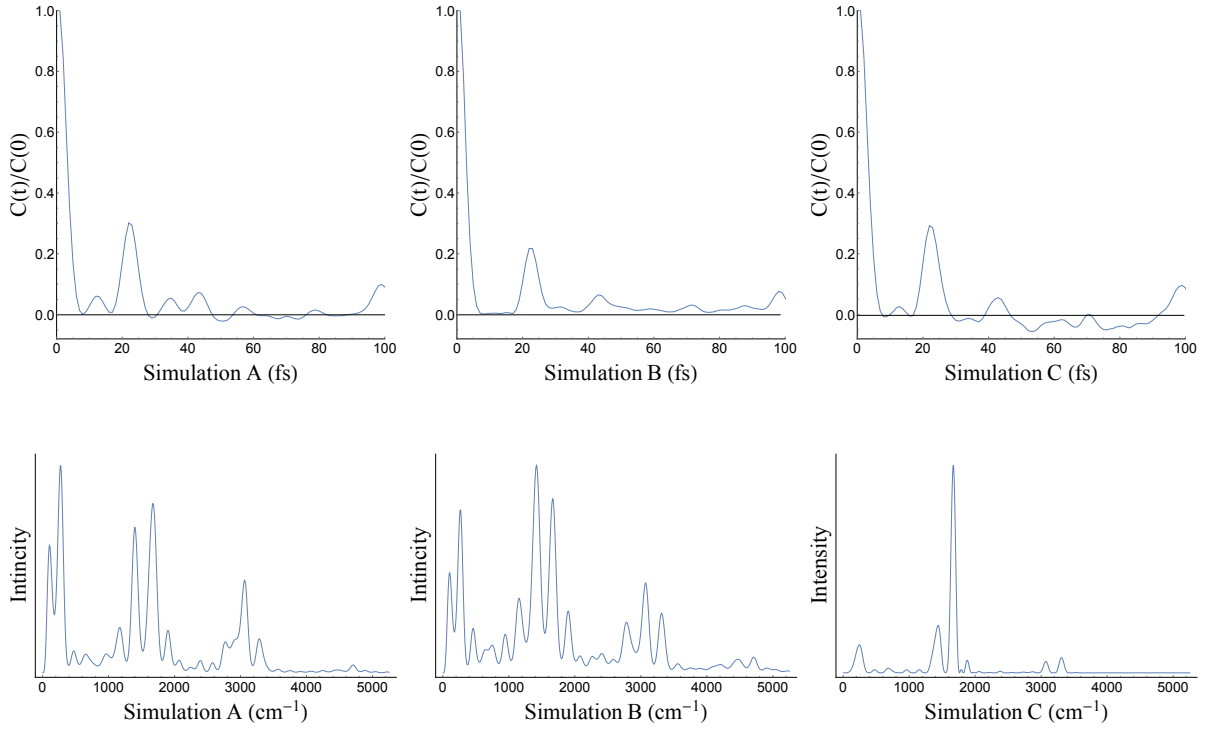 1.0 1.0 1.0
0.8 0.8 0.8
C(t)/C(0) C(t)/C(0) C(t)/C(0)
0.6 0.6 0.6
0.4 0.4 0.4
0.2 0.2 0.2
0.0 0.0 0.0
0 20 40 60 80 100 0 20 40 60 80 100 0 20 40 60 80 100
Simulation A (fs) Simulation B (fs) Simulation C (fs)
Intincity Intincity Intensity
0 1000 2000 3000 4000 5000 0 1000 2000 3000 4000 5000 0 1000 2000 3000 4000 5000
Simulation A (cm⁻¹) Simulation B (cm⁻¹) Simulation C (cm⁻¹)